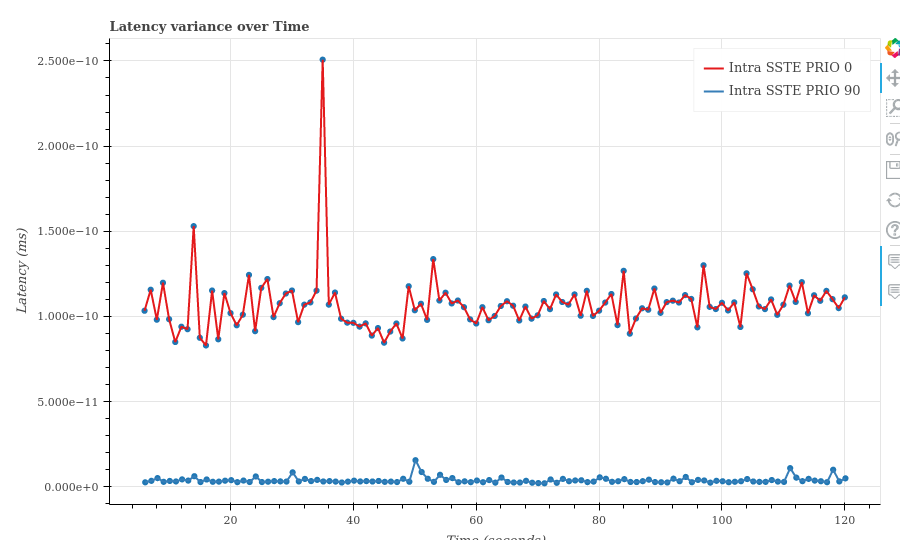 Latency variance over Time
Intra SSTE PRIO 0
Intra SSTE PRIO 90
2.500e−10
2.000e−10
1.500e−10
1.000e−10
5.000e−11
0.000e+0
Latency (ms)
20 40 60 80 100 120
Time (seconds)